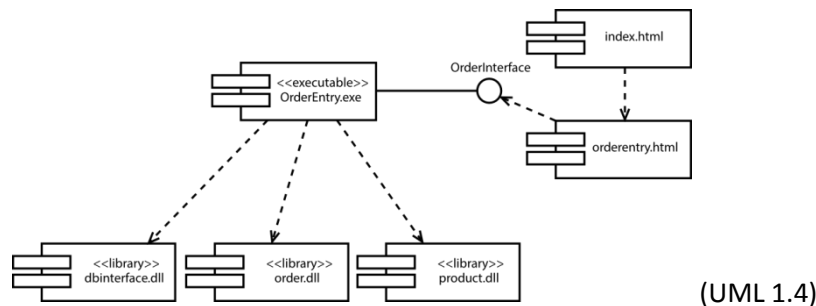 index.html
OrderInterface
<<executable>>
OrderEntry.exe
orderentry.html
<<library>>
dbinterface.dll
<<library>>
order.dll
<<library>>
product.dll
(UML 1.4)